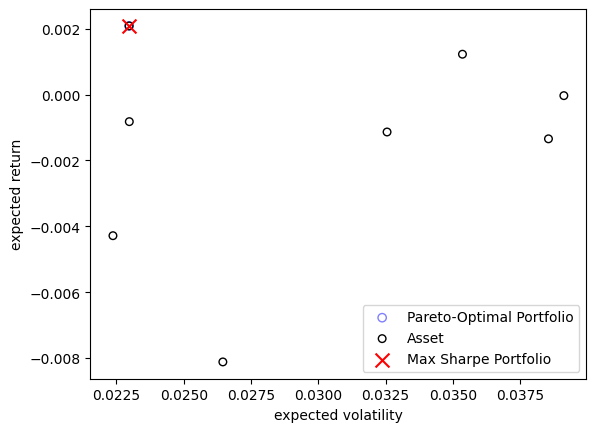 0.002
0.000
−0.002
−0.004
−0.006
−0.008
expected return
Pareto-Optimal Portfolio
Asset
Max Sharpe Portfolio
0.0225 0.0250 0.0275 0.0300 0.0325 0.0350 0.0375
expected volatility